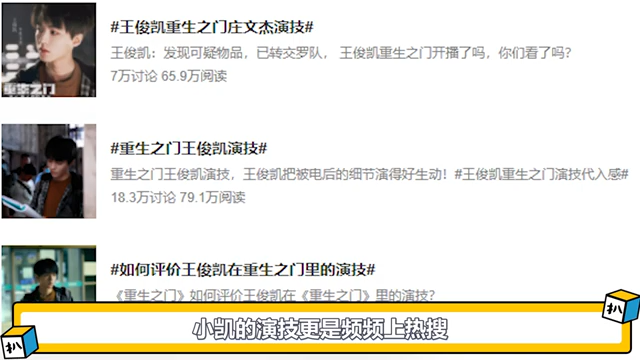 #王俊凯重生之门庄文杰演技#
王俊凯：发现可疑物品，已转交罗队， 王俊凯重生之门开播了吗，你们看了吗？
7万讨论 65.9万阅读
重生之门
#重生之门王俊凯演技#
重生之门王俊凯演技，王俊凯把被电后的细节演得好生动！#王俊凯重生之门演技代入感#
18.3万讨论 79.1万阅读
#如何评价王俊凯在重生之门里的演技#
《重生之门》如何评价王俊凯在《重生之门》里的演技？
小凯的演技更是频频上热搜
扒
扒